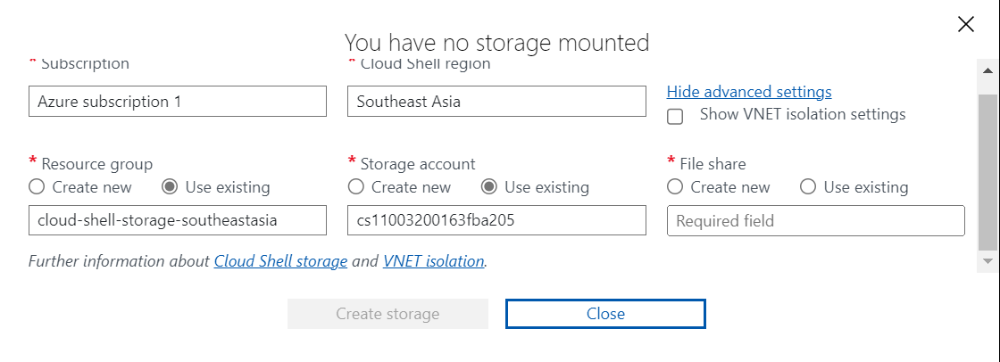 You have no storage mounted
* Subscription
* Cloud Shell region
Azure subscription 1
Southeast Asia
Hide advanced settings
Show VNET isolation settings
* Resource group
Create new
Use existing
cloud-shell-storage-southeastasia
* Storage account
Create new
Use existing
cs11003200163fba205
* File share
Create new
Use existing
Required field
Further information about Cloud Shell storage and VNET isolation.
Create storage
Close